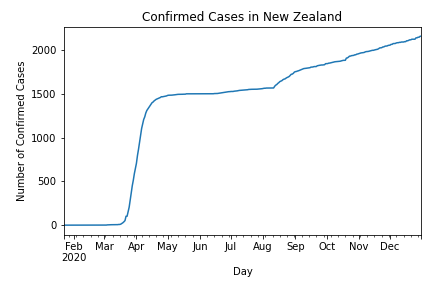 Confirmed Cases in New Zealand
Number of Confirmed Cases
2000
1500
1000
500
0
Feb Mar Apr May Jun Jul Aug Sep Oct Nov Dec
2020
Day